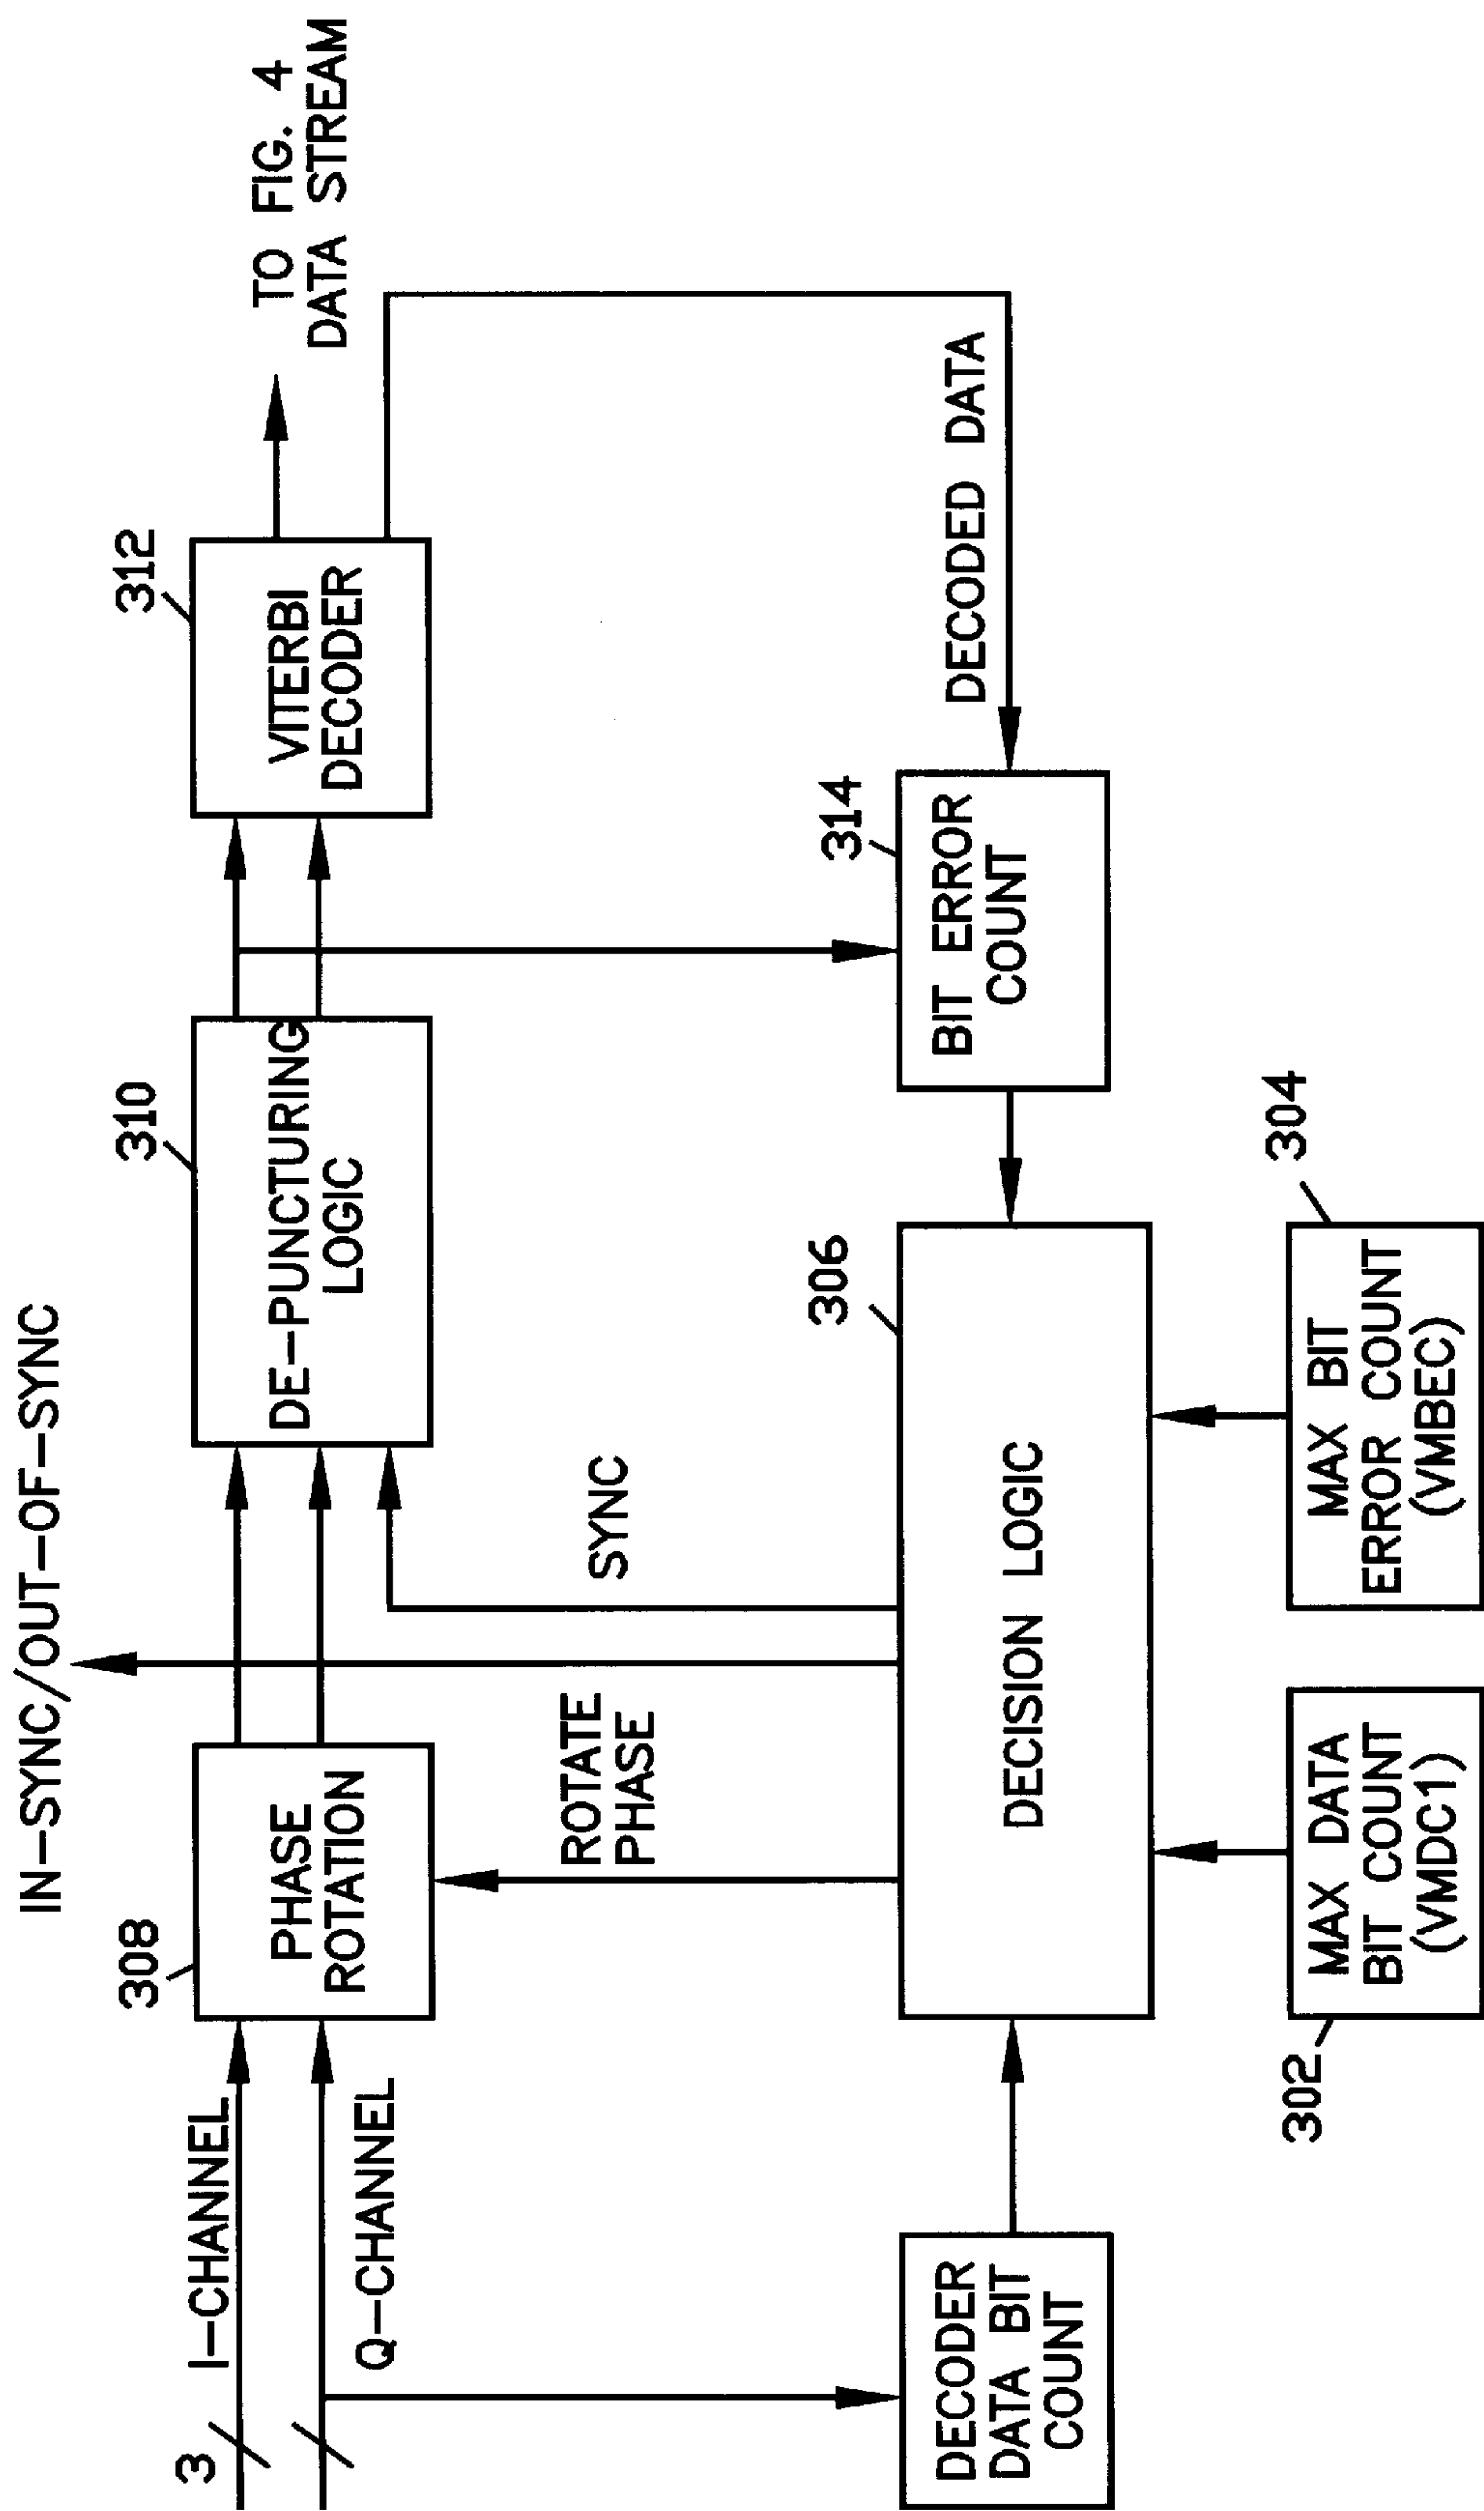 IN-SYNC/OUT-OF-SYNC
308
310
312
3
I-CHANNEL
Q-CHANNEL
PHASE
ROTATION
DE-PUNCTURING
LOGIC
VITERBI
DECODER
TO FIG. 4
DATA STREAM
ROTATE
PHASE
SYNC
306
314
DECODER
DATA BIT
COUNT
DECISION LOGIC
BIT ERROR
COUNT
DECODED DATA
302
304
MAX DATA
BIT COUNT
(VMDC1)
MAX BIT
ERROR COUNT
(VMBEC)